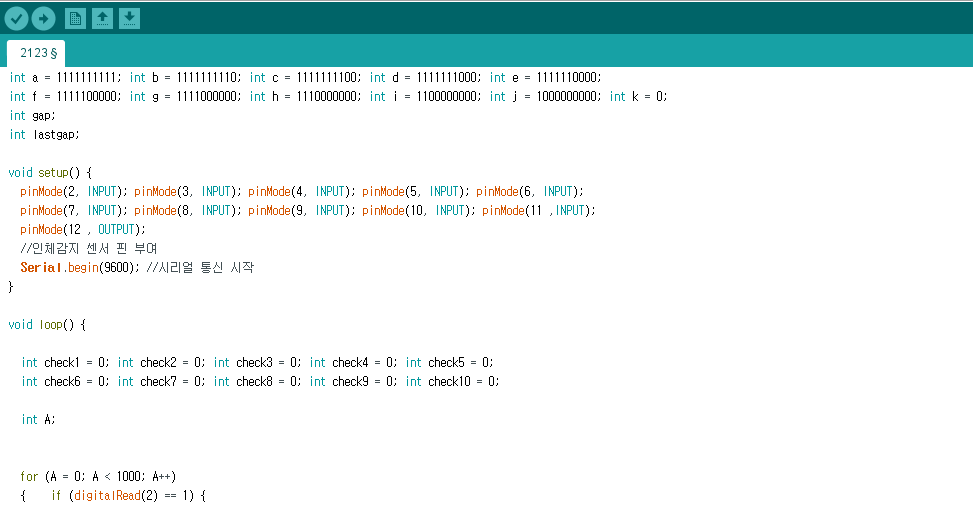 2123 §
int a = 1111111111; int b = 1111111110; int c = 1111111100; int d = 1111111000; int e = 1111110000;
int f = 1111100000; int g = 1111000000; int h = 1110000000; int i = 1100000000; int j = 1000000000; int k = 0;
int gap;
int lastgap;
void setup() {
pinMode(2, INPUT); pinMode(3, INPUT); pinMode(4, INPUT); pinMode(5, INPUT); pinMode(6, INPUT);
pinMode(7, INPUT); pinMode(8, INPUT); pinMode(9, INPUT); pinMode(10, INPUT); pinMode(11 ,INPUT);
pinMode(12 , OUTPUT);
//인체감지 센서 핀 부여
Serial.begin(9600); //시리얼 통신 시작
}
void loop() {
int check1 = 0; int check2 = 0; int check3 = 0; int check4 = 0; int check5 = 0;
int check6 = 0; int check7 = 0; int check8 = 0; int check9 = 0; int check10 = 0;
int A;
for (A = 0; A < 1000; A++)
{    if (digitalRead(2) == 1) {